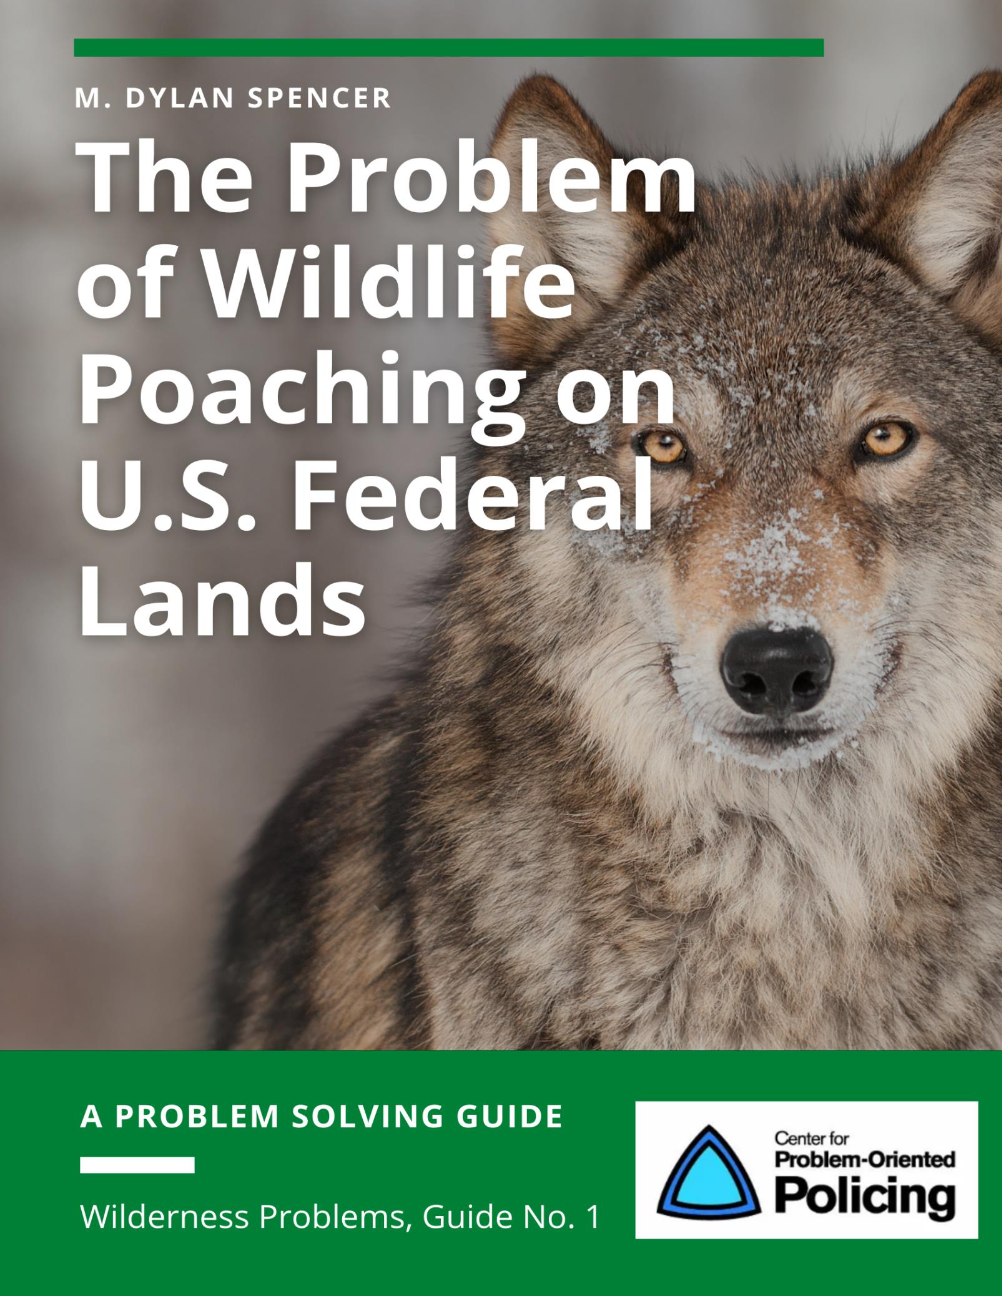 M. DYLAN SPENCER
The Problem
of Wildlife
Poaching on
U.S. Federal
Lands
A PROBLEM SOLVING GUIDE
Wilderness Problems, Guide No. 1
Center for
Problem-Oriented
Policing